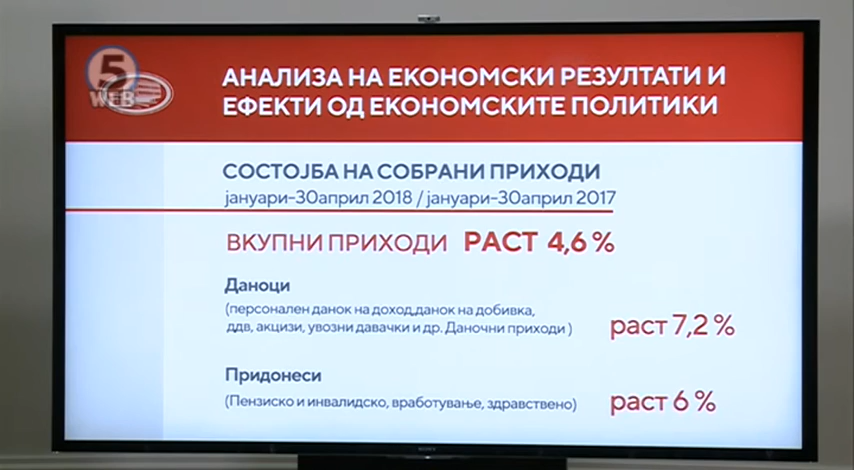 5
WEB
АНАЛИЗА НА ЕКОНОМСКИ РЕЗУЛТАТИ И
ЕФЕКТИ ОД ЕКОНОМСКИТЕ ПОЛИТИКИ
СОСТОЈБА НА СОБРАНИ ПРИХОДИ
јануари-30април 2018 / јануари-30април 2017
ВКУПНИ ПРИХОДИ РАСТ 4,6 %
Даноци
(персонален данок на доход,данок на добивка,
ддв, акцизи, увозни давачки и др. Даночни приходи )
раст 7,2 %
Придонеси
(Пензиско и инвалидско, вработување, здравствено)
раст 6 %
SONY